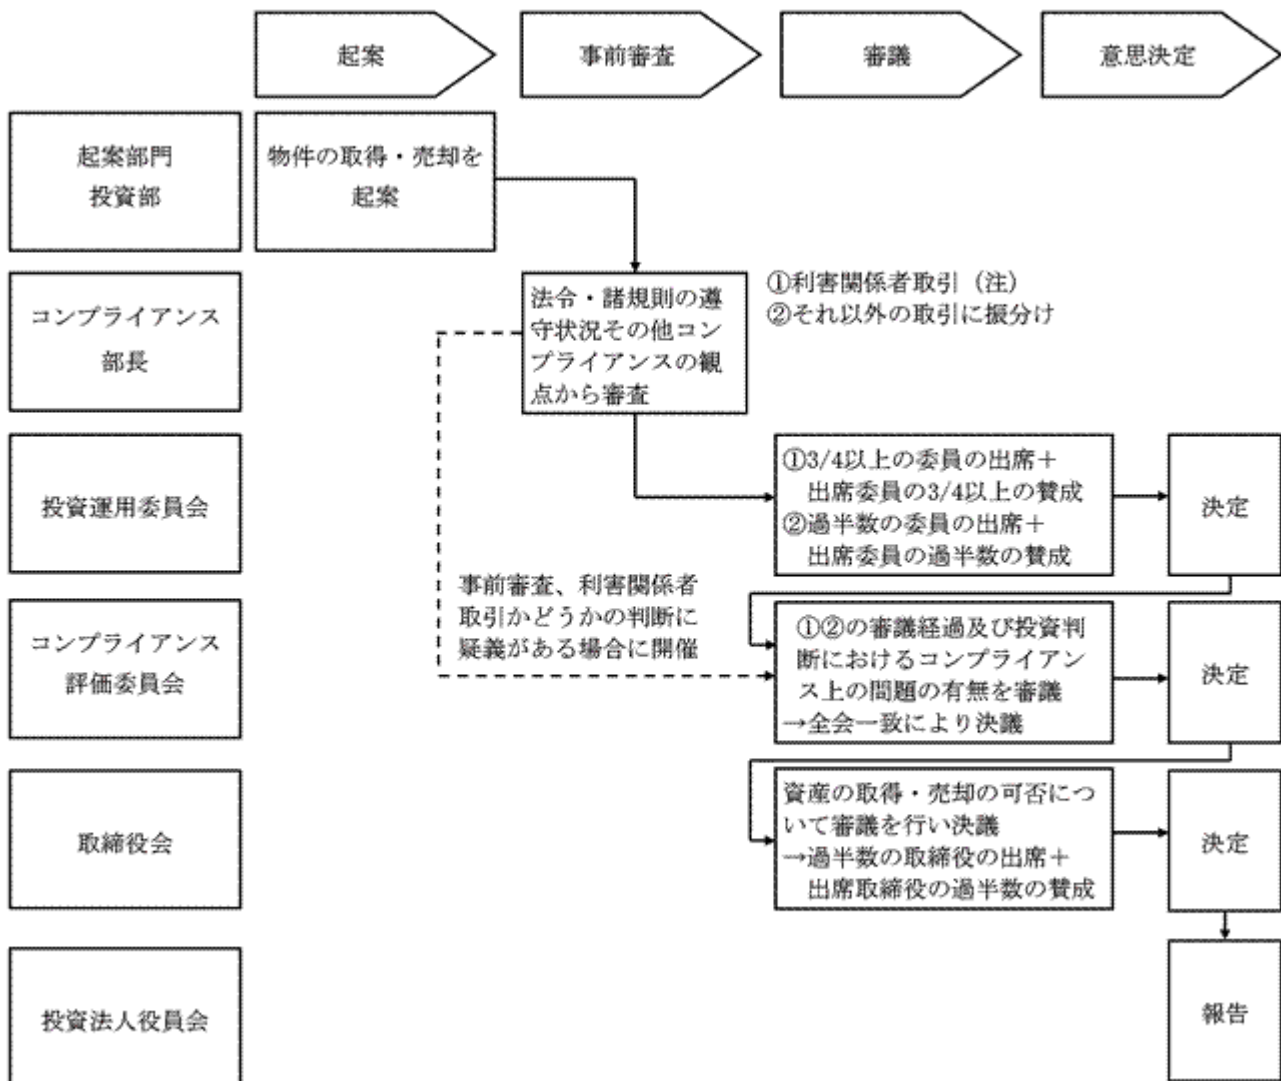 起案
事前審査
審議
意思決定
起案部門
投資部
物件の取得・売却を
起案
コンプライアンス
部長
法令・諸規則の遵
守状況その他コン
プライアンスの観
点から審査
①利害関係者取引（注）
②それ以外の取引に振分け
投資運用委員会
①3/4以上の委員の出席＋
出席委員の3/4以上の賛成
②過半数の委員の出席＋
出席委員の過半数の賛成
決定
事前審査、利害関係者
取引かどうかの判断に
疑義がある場合に開催
コンプライアンス
評価委員会
①②の審議経過及び投資判
断におけるコンプライアン
ス上の問題の有無を審議
→全会一致により決議
決定
取締役会
資産の取得・売却の可否につ
いて審議を行い決議
→過半数の取締役の出席＋
出席取締役の過半数の賛成
決定
投資法人役員会
報告